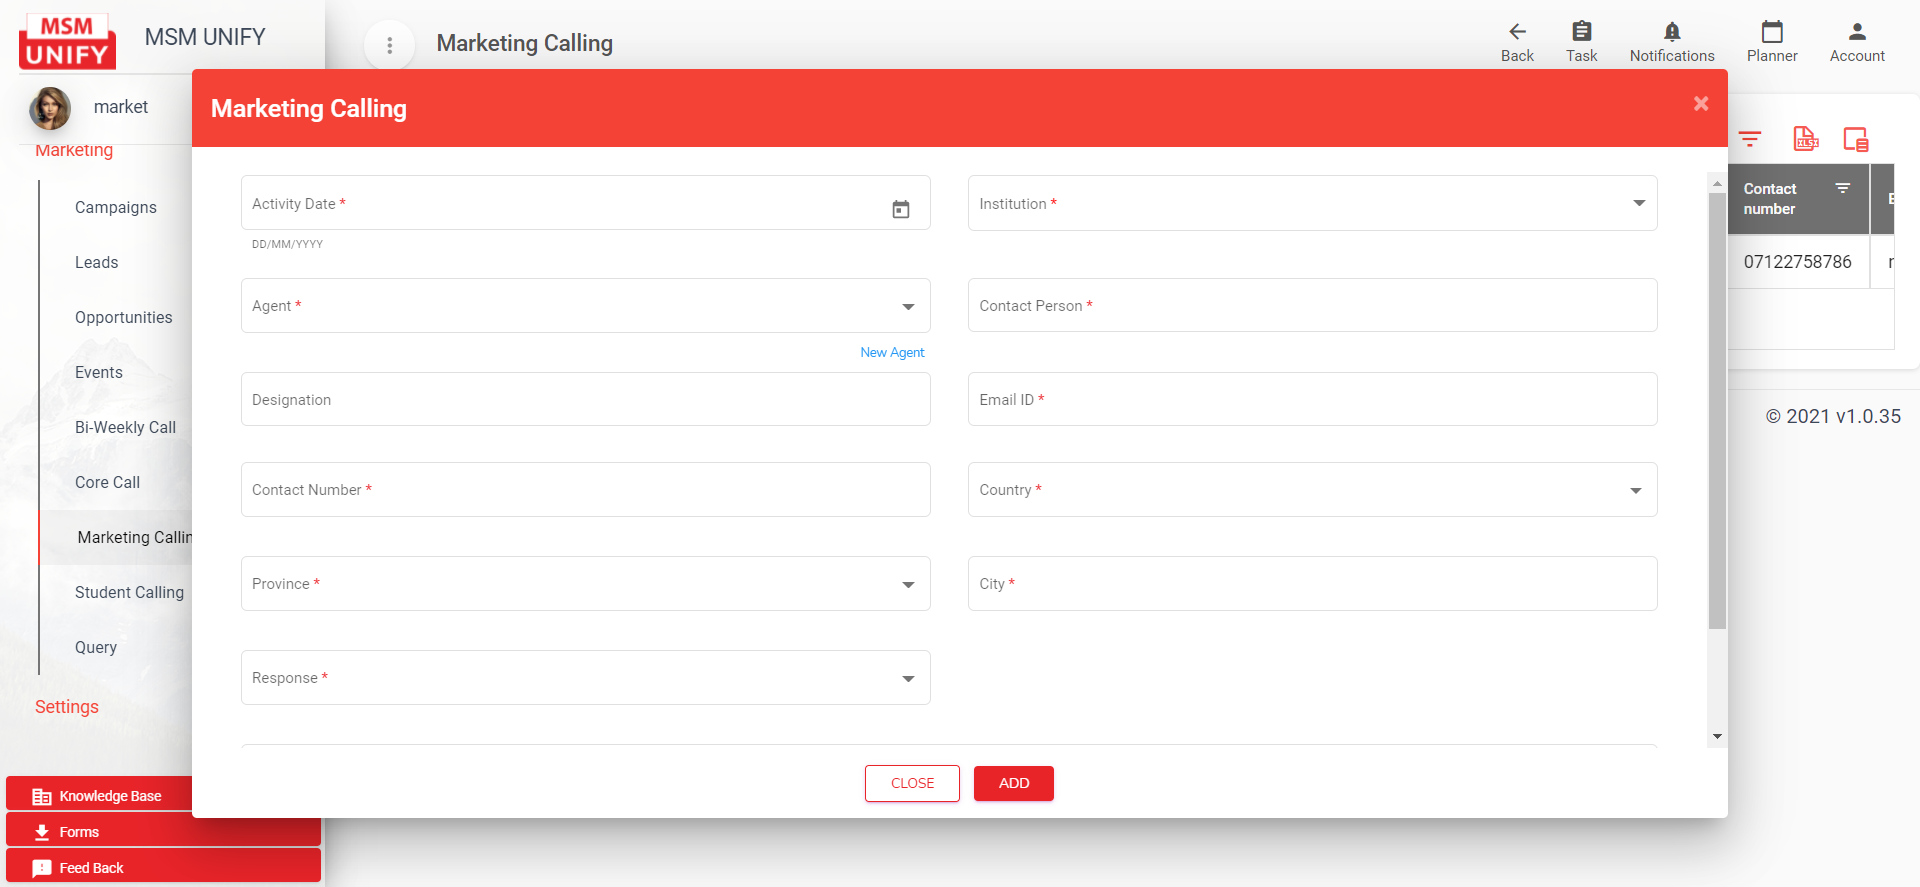 MSM
UNIFY
MSM UNIFY
Marketing Calling
Back
Task
Notifications
Planner
Account
market
Marketing
Campaigns
Leads
Opportunities
Events
Bi-Weekly Call
Core Call
Marketing Callin
Student Calling
Query
Settings
Knowledge Base
Forms
Feed Back
Marketing Calling
×
Activity Date *
DD/MM/YYYY
Institution *
Agent *
New Agent
Contact Person *
Designation
Email ID *
Contact Number *
Country *
Province *
City *
Response *
CLOSE
ADD
XLSX
Contact
number
07122758786
© 2021 v1.0.35